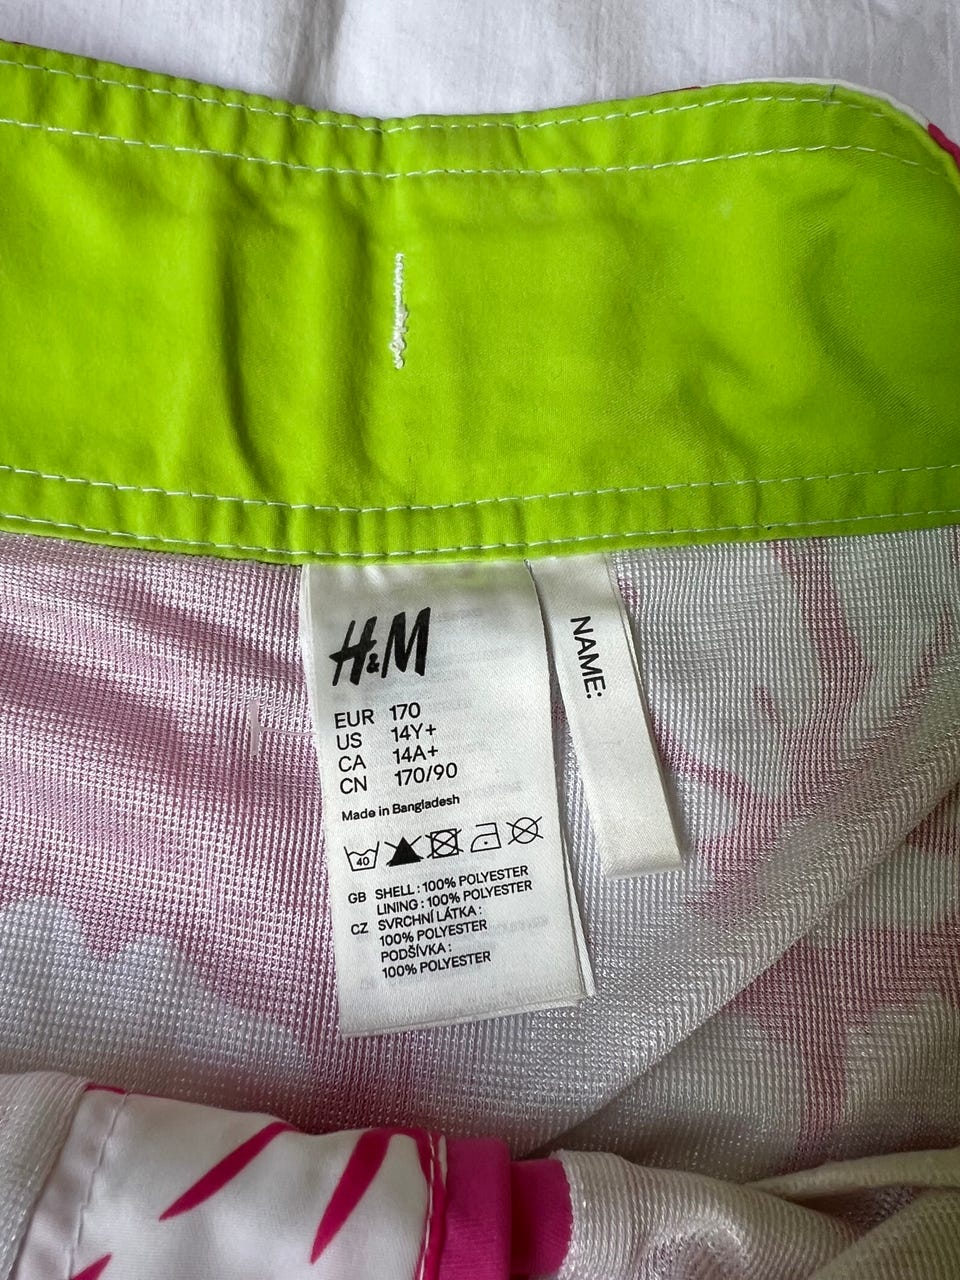 H&M
EUR 170
US 14Y+
CA 14A+
CN 170/90
Made in Bangladesh
40
GB SHELL : 100% POLYESTER
LINING : 100% POLYESTER
CZ SVRCHNÍ LÁTKA :
100% POLYESTER
PODŠÍVKA :
100% POLYESTER
NAME: